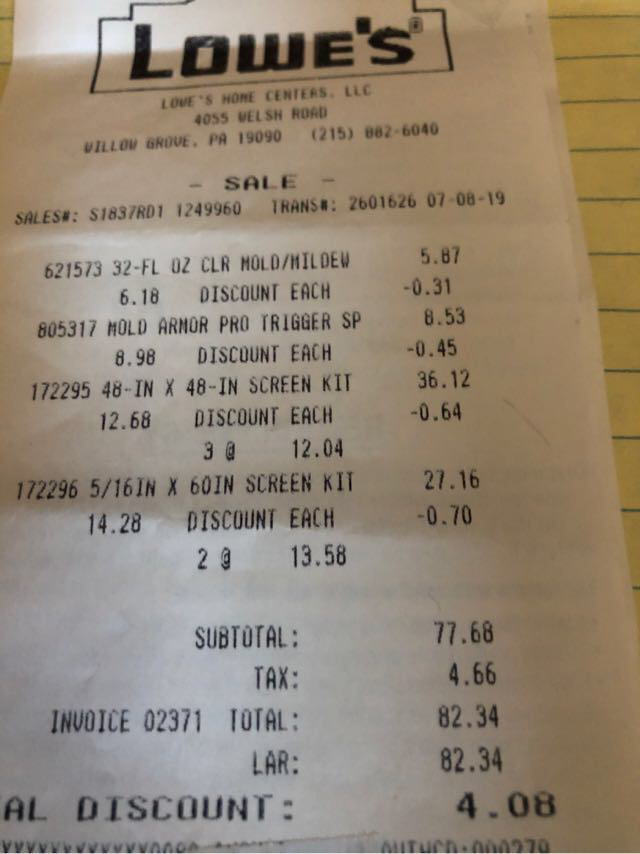 LOWE'S
LOWE'S HOME CENTERS, LLC
4055 WELSH ROAD
WILLOW GROVE, PA 19090 (215) 882-6040
- SALE -
SALES#: S1837RD1 1249960 TRANS#: 2601626 07-08-19
621573 32-FL OZ CLR MOLD/MILDEW 5.87
6.18 DISCOUNT EACH -0.31
805317 MOLD ARMOR PRO TRIGGER SP 8.53
8.98 DISCOUNT EACH -0.45
172295 48-IN X 48-IN SCREEN KIT 36.12
12.68 DISCOUNT EACH -0.64
3 @ 12.04
172296 5/16IN X 60IN SCREEN KIT 27.16
14.28 DISCOUNT EACH -0.70
2 @ 13.58
SUBTOTAL: 77.68
TAX: 4.66
INVOICE 02371 TOTAL: 82.34
LAR: 82.34
AL DISCOUNT: 4.08
AUTHCD:000279